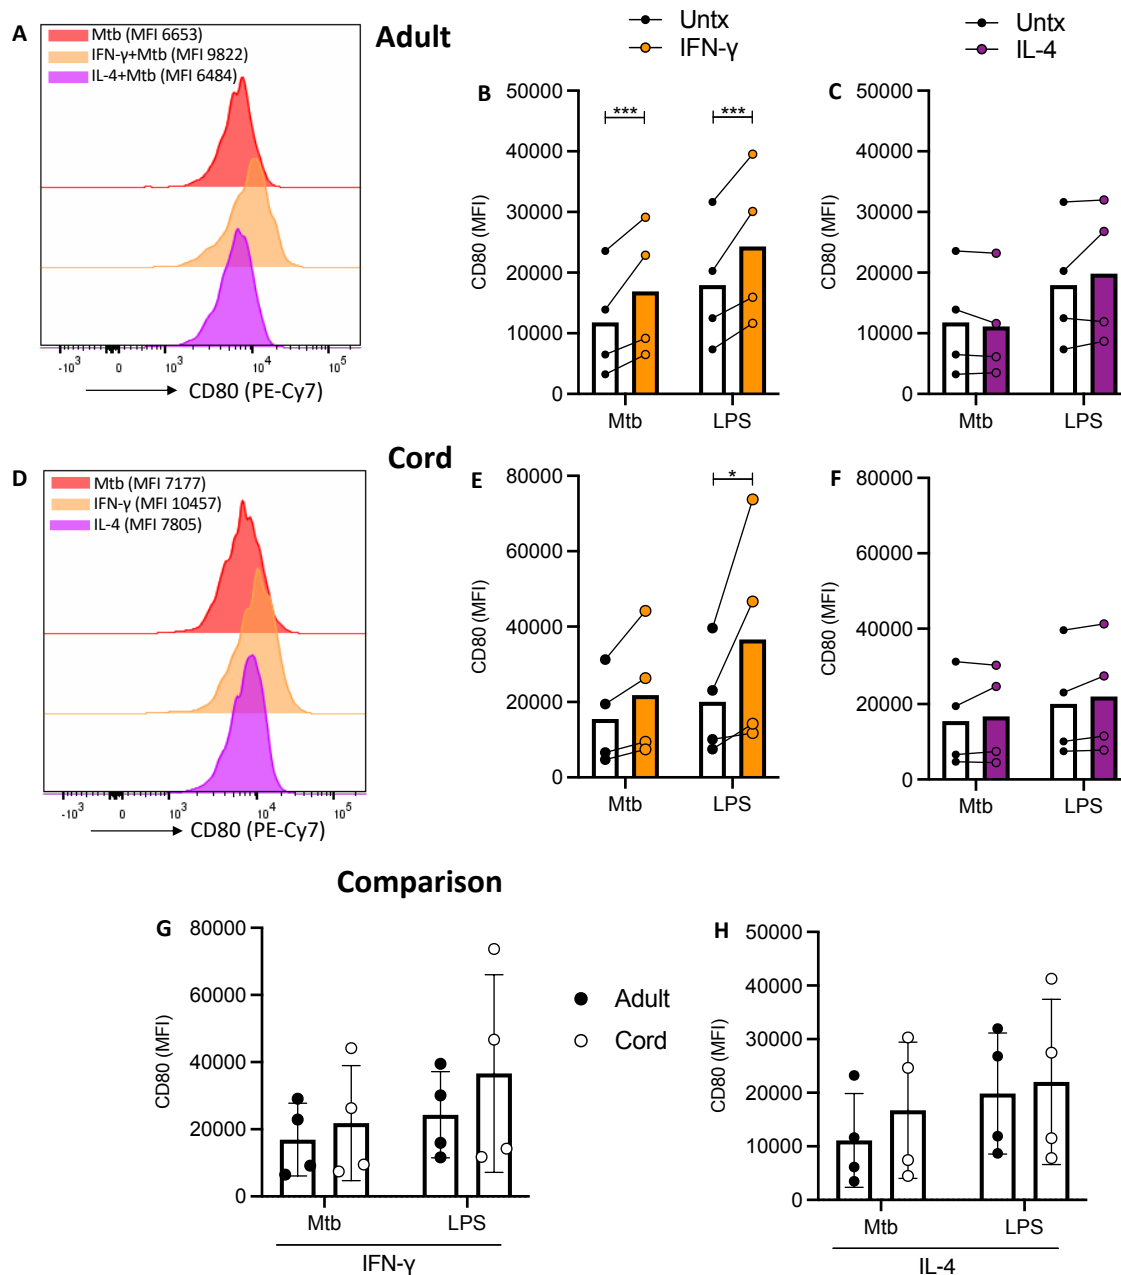 A
Mtb (MFI 6653)
IFN-γ+Mtb (MFI 9822)
IL-4+Mtb (MFI 6484)
-10³ 0 10³ 10⁴ 10⁵
CD80 (PE-Cy7)
Adult
Untx
IFN-γ
B
50000
40000
30000
20000
10000
0
CD80 (MFI)
*** ***
Mtb LPS
Untx
IL-4
C
50000
40000
30000
20000
10000
0
CD80 (MFI)
Mtb LPS
Cord
D
Mtb (MFI 7177)
IFN-γ (MFI 10457)
IL-4 (MFI 7805)
-10³ 0 10³ 10⁴ 10⁵
CD80 (PE-Cy7)
E
80000
60000
40000
20000
0
CD80 (MFI)
*
Mtb LPS
F
80000
60000
40000
20000
0
CD80 (MFI)
Mtb LPS
Comparison
G
80000
60000
40000
20000
0
CD80 (MFI)
Mtb LPS
IFN-γ
Adult
Cord
H
50000
40000
30000
20000
10000
0
CD80 (MFI)
Mtb LPS
IL-4